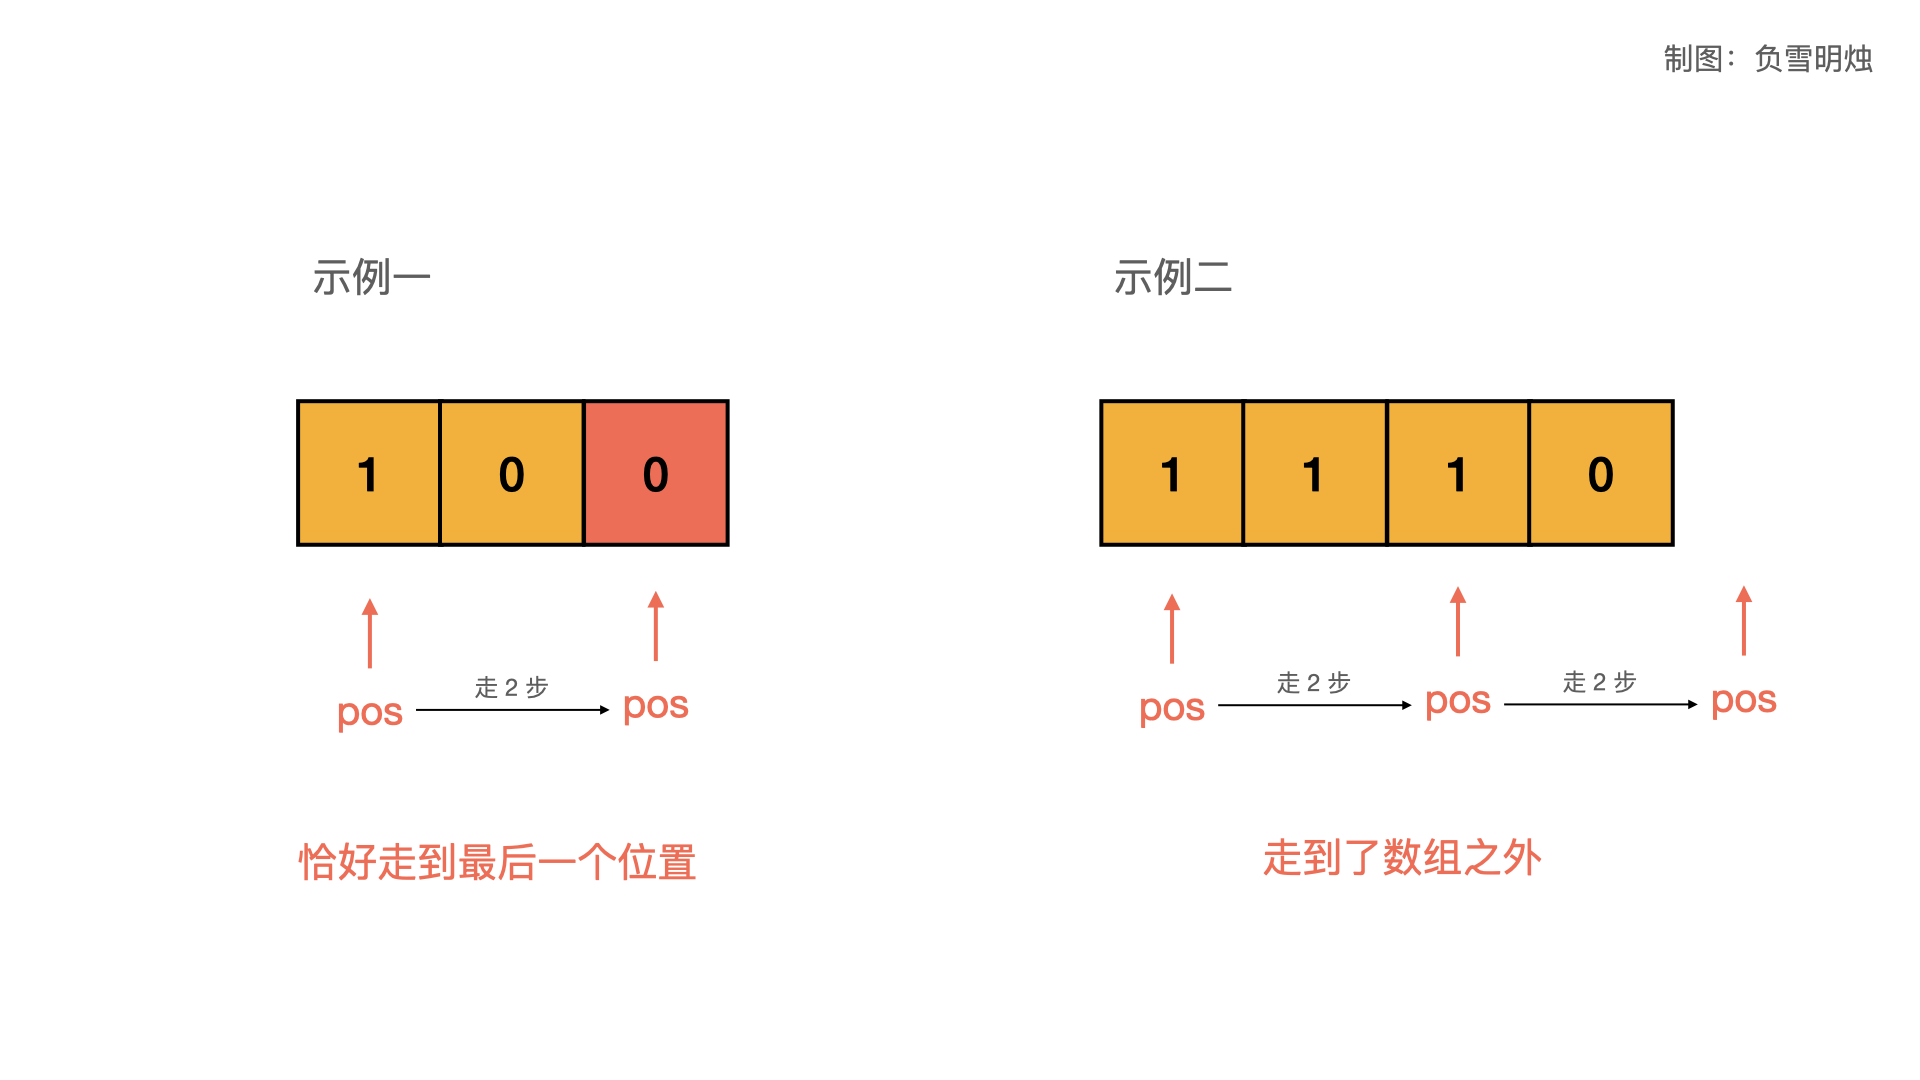 制图：负雪明烛
示例一
示例二
1 0 0
1 1 1 0
走 2 步
pos pos
走 2 步 走 2 步
pos pos pos
恰好走到最后一个位置
走到了数组之外